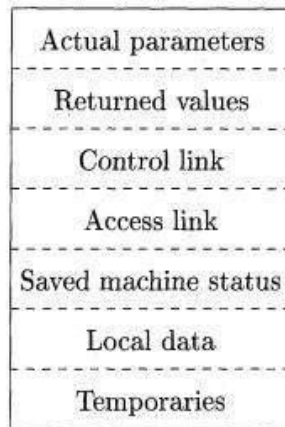 Actual parameters
Returned values
Control link
Access link
Saved machine status
Local data
Temporaries